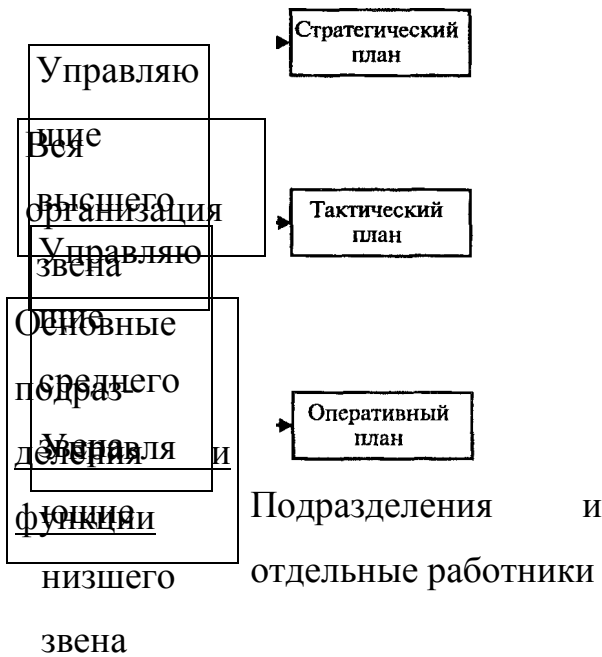 Стратегический
план
Управляю
щие
высшего
звена
Вся
организация
Тактический
план
Управляю
щие
среднего
звена
Основные
подраз-
деления и
функции
Оперативный
план
Управля
ющие
низшего
звена
Подразделения и
отдельные работники